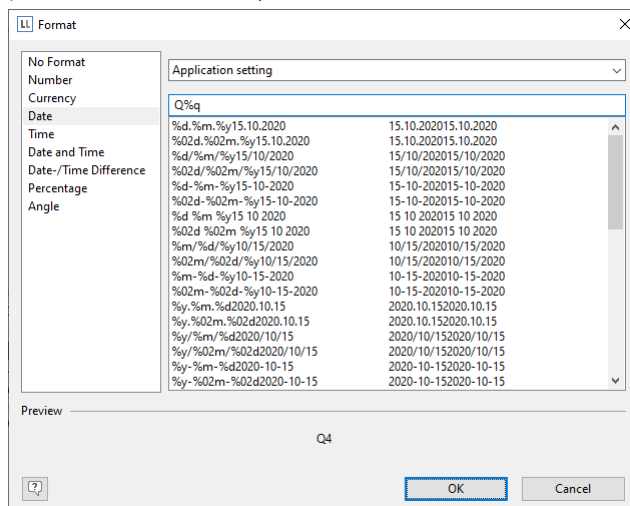 LL Format
No Format
Number
Currency
Date
Time
Date and Time
Date-/Time Difference
Percentage
Angle
Application setting
Q%q
%d.%m.%y15.10.2020 15.10.202015.10.2020
%02d.%02m.%y15.10.2020 15.10.202015.10.2020
%d/%m/%y15/10/2020 15/10/202015/10/2020
%02d/%02m/%y15/10/2020 15/10/202015/10/2020
%d-%m-%y15-10-2020 15-10-202015-10-2020
%02d-%02m-%y15-10-2020 15-10-202015-10-2020
%d %m %y15 10 2020 15 10 202015 10 2020
%02d %02m %y15 10 2020 15 10 202015 10 2020
%m/%d/%y10/15/2020 10/15/202010/15/2020
%02m/%02d/%y10/15/2020 10/15/202010/15/2020
%m-%d-%y10-15-2020 10-15-202010-15-2020
%02m-%02d-%y10-15-2020 10-15-202010-15-2020
%y.%m.%d2020.10.15 2020.10.152020.10.15
%y.%02m.%02d2020.10.15 2020.10.152020.10.15
%y/%m/%d2020/10/15 2020/10/152020/10/15
%y/%02m/%02d2020/10/15 2020/10/152020/10/15
%y-%m-%d2020-10-15 2020-10-152020-10-15
%y-%02m-%02d2020-10-15 2020-10-152020-10-15
Preview
Q4
?
OK Cancel